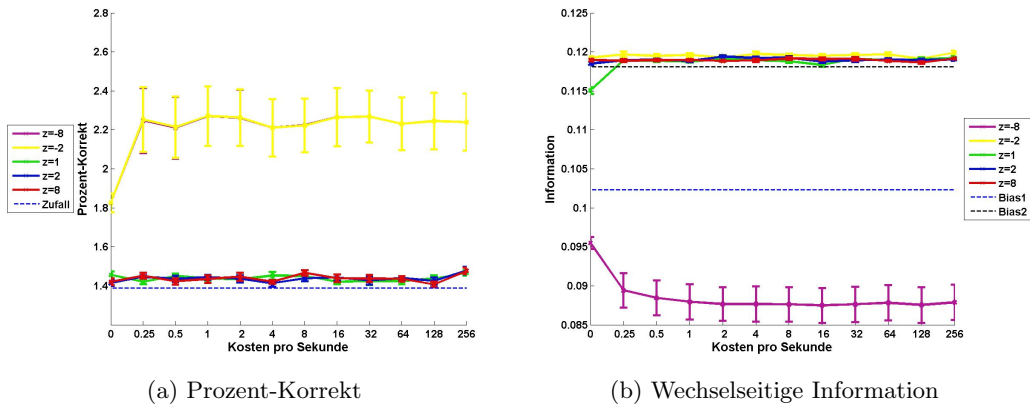 2.8
2.6
2.4
2.2
2
1.8
1.6
1.4
Prozent-Korrekt
z=-8
z=-2
z=1
z=2
z=8
Zufall
0 0.25 0.5 1 2 4 8 16 32 64 128 256
Kosten pro Sekunde
(a) Prozent-Korrekt
0.125
0.12
0.115
0.11
0.105
0.1
0.095
0.09
0.085
Information
z=-8
z=-2
z=1
z=2
z=8
Bias1
Bias2
0 0.25 0.5 1 2 4 8 16 32 64 128 256
Kosten pro Sekunde
(b) Wechselseitige Information